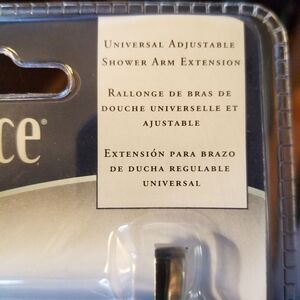 Universal Adjustable
Shower Arm Extension
Rallonge de bras de
douche universelle et
ajustable
ce®
Extensión para brazo
de ducha regulable
universal